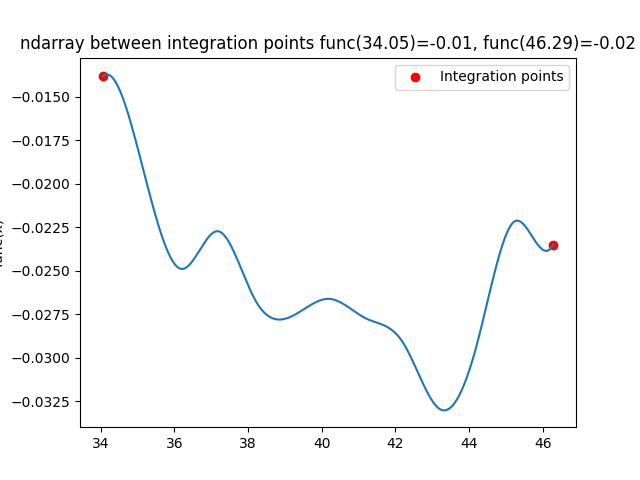 ndarray between integration points func(34.05)=-0.01, func(46.29)=-0.02
Integration points
−0.0150
−0.0175
−0.0200
−0.0225
−0.0250
−0.0275
−0.0300
−0.0325
34 36 38 40 42 44 46